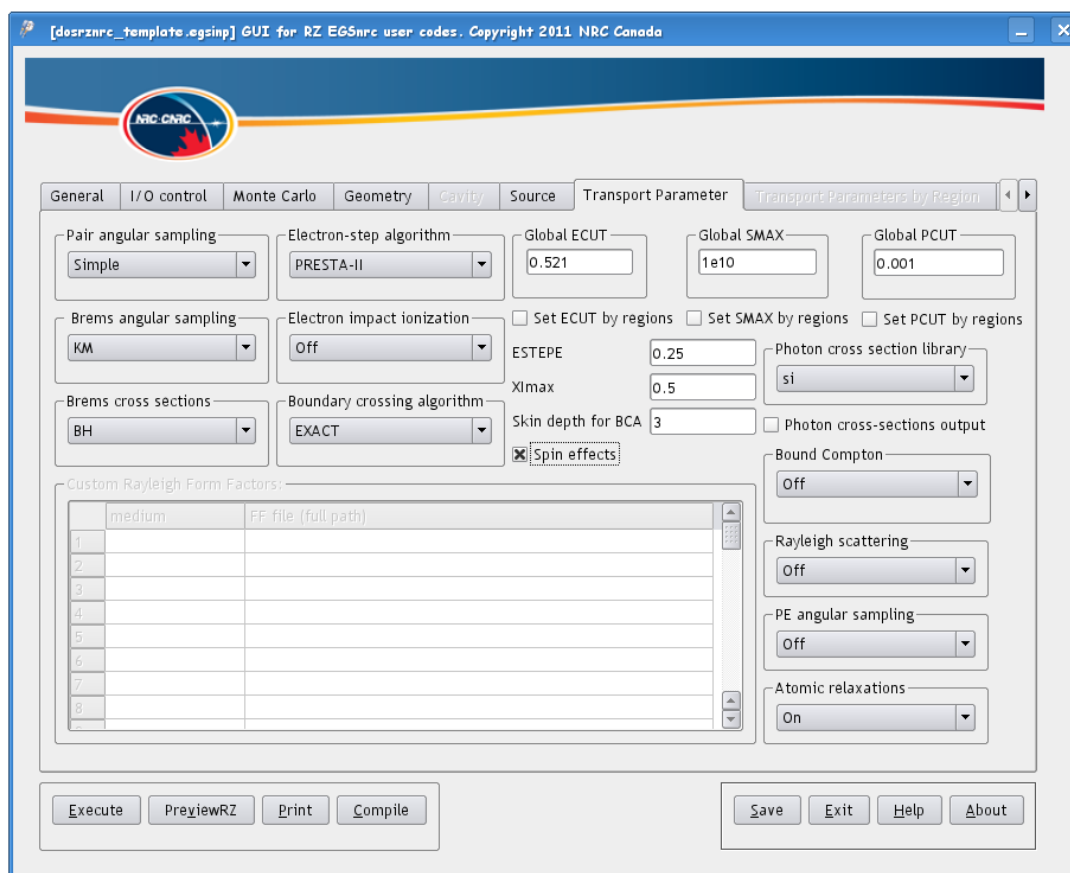 [dosrznrc_template.egsinp] GUI for RZ EGSnrc user codes. Copyright 2011 NRC Canada
NRC·CNRC
General I/O control Monte Carlo Geometry Cavity Source Transport Parameter Transport Parameters by Region
Pair angular sampling Electron-step algorithm Global ECUT Global SMAX Global PCUT
Simple PRESTA-II 0.521 1e10 0.001
Brems angular sampling Electron impact ionization Set ECUT by regions Set SMAX by regions Set PCUT by regions
KM Off ESTEPE 0.25 Photon cross section library
XImax 0.5 si
Brems cross sections Boundary crossing algorithm Skin depth for BCA 3 Photon cross-sections output
BH EXACT Spin effects Bound Compton
Off
Custom Rayleigh Form Factors:
medium FF file (full path)
1
2
3
4
5
6
7
8
Rayleigh scattering
Off
PE angular sampling
Off
Atomic relaxations
On
Execute PreviewRZ Print Compile Save Exit Help About